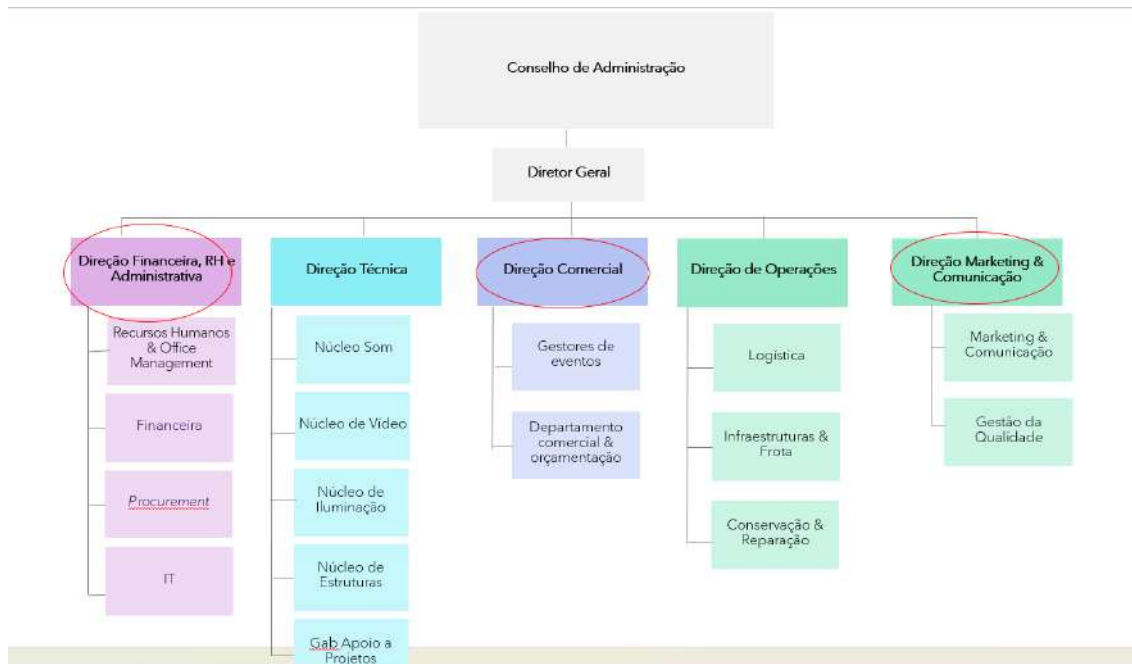 Conselho de Administração
Diretor Geral
Direção Financeira, RH e
Administrativa
Direção Técnica
Direção Comercial
Direção de Operações
Direção Marketing &
Comunicação
Recursos Humanos
& Office
Management
Financeira
Procurement
IT
Núcleo Som
Núcleo de Vídeo
Núcleo de
Iluminação
Núcleo de
Estruturas
Gab Apoio a
Projetos
Gestores de
eventos
Departamento
comercial &
orçamentação
Logística
Infraestruturas &
Frota
Conservação &
Reparação
Marketing &
Comunicação
Gestão da
Qualidade